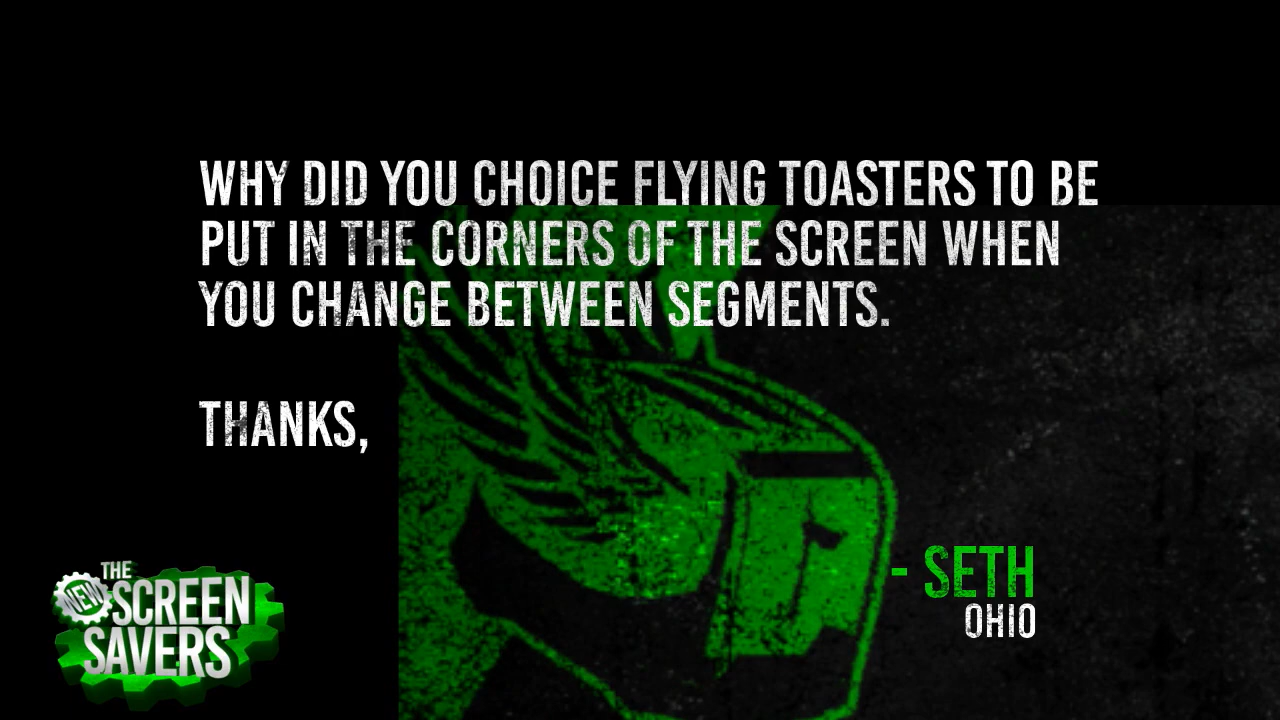 WHY DID YOU CHOICE FLYING TOASTERS TO BE
PUT IN THE CORNERS OF THE SCREEN WHEN
YOU CHANGE BETWEEN SEGMENTS.
THANKS,
- SETH
OHIO
THE
NEW SCREEN
SAVERS